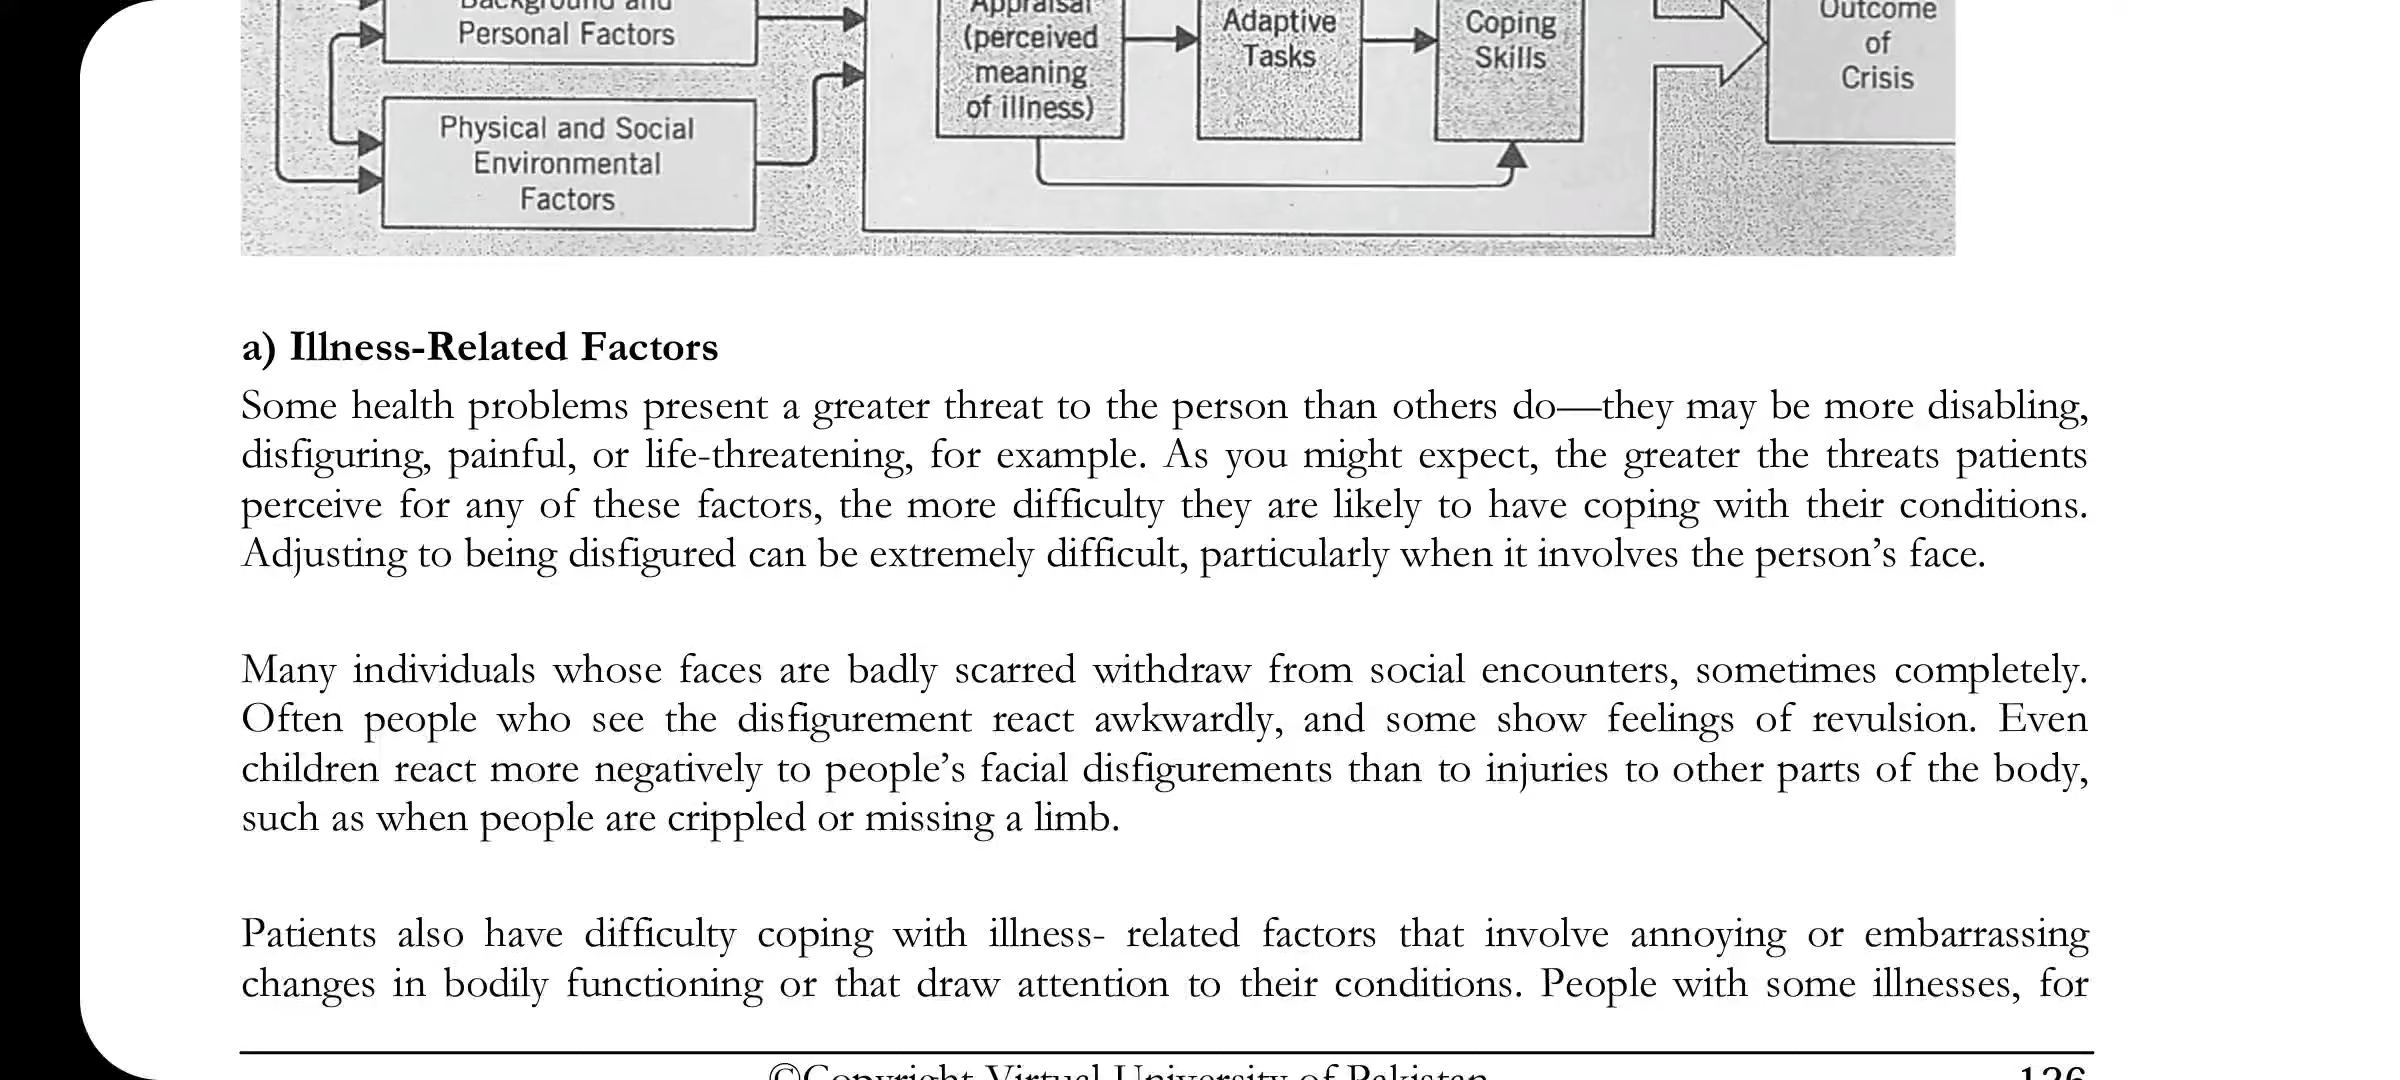 Background and
Personal Factors
Physical and Social
Environmental
Factors
Appraisal
(perceived
meaning
of illness)
Adaptive
Tasks
Coping
Skills
Outcome
of
Crisis
a) Illness-Related Factors
Some health problems present a greater threat to the person than others do—they may be more disabling,
disfiguring, painful, or life-threatening, for example. As you might expect, the greater the threats patients
perceive for any of these factors, the more difficulty they are likely to have coping with their conditions.
Adjusting to being disfigured can be extremely difficult, particularly when it involves the person’s face.
Many individuals whose faces are badly scarred withdraw from social encounters, sometimes completely.
Often people who see the disfigurement react awkwardly, and some show feelings of revulsion. Even
children react more negatively to people’s facial disfigurements than to injuries to other parts of the body,
such as when people are crippled or missing a limb.
Patients also have difficulty coping with illness- related factors that involve annoying or embarrassing
changes in bodily functioning or that draw attention to their conditions. People with some illnesses, for
©Copyright Virtual University of Pakistan
126